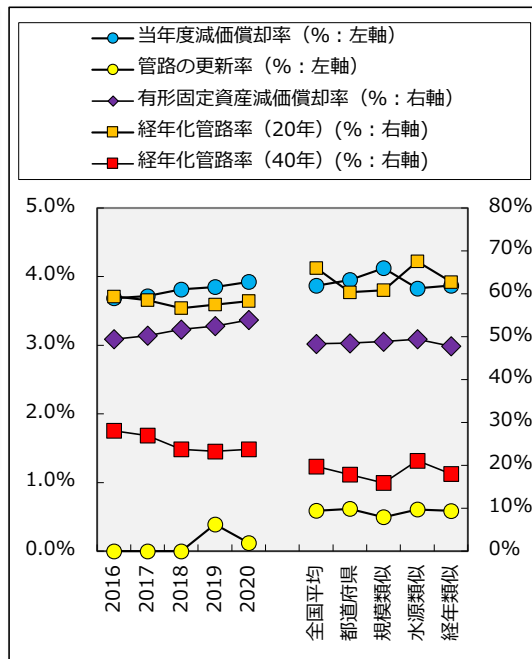 当年度減価償却率（%：左軸）
管路の更新率（%：左軸）
有形固定資産減価償却率（%：右軸）
経年化管路率（20年）(%：右軸)
経年化管路率（40年）(%：右軸)
5.0%
4.0%
3.0%
2.0%
1.0%
0.0%
80%
70%
60%
50%
40%
30%
20%
10%
0%
2016
2017
2018
2019
2020
全国平均
都道府県
規模類似
水源類似
経年類似